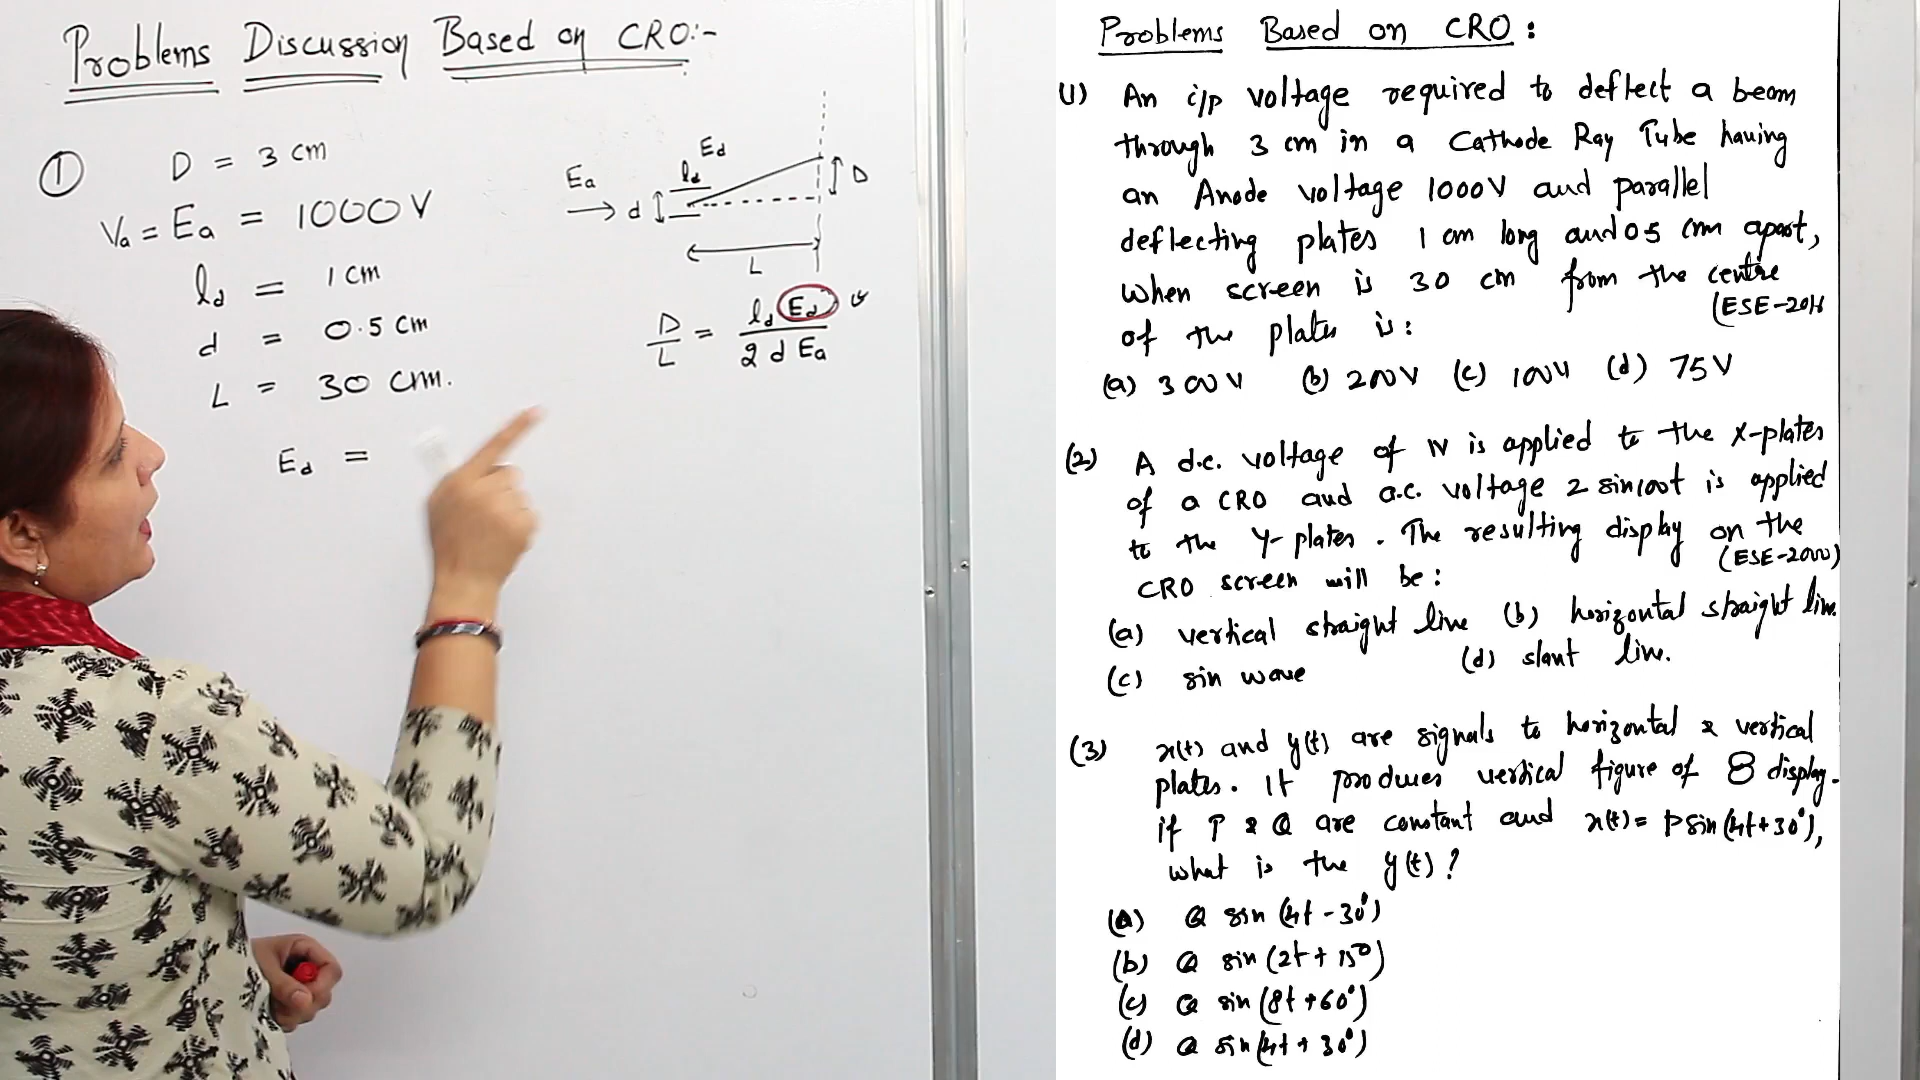 Problems Discussion Based on CRO:-
① D = 3 cm
Va = Ea = 1000V
ld = 1 cm
d = 0.5 cm
L = 30 cm.
Ed =
Ed
Ea
ld
d
D
L
D/L = ld Ed / 2 d Ea
Problems Based on CRO :
(1) An i/p voltage required to deflect a beam
through 3 cm in a Cathode Ray Tube having
an Anode voltage 1000V and parallel
deflecting plates 1 cm long and 0.5 cm apart,
when screen is 30 cm from the centre
(ESE-201
of the plates is :
(a) 300V (b) 200V (c) 100V (d) 75V
(2) A d.c. voltage of 1V is applied to the X-plates
of a CRO and a.c. voltage 2 sin100t is applied
to the Y-plates. The resulting display on the
(ESE-2000)
CRO screen will be :
(a) vertical straight line (b) horizontal straight line.
(c) sin wave (d) slant line.
(3) x(t) and y(t) are signals to horizontal & vertical
plates. It produces vertical figure of 8 display.
if P & Q are constant and x(t) = P sin(4t+30°),
what is the y(t) ?
(a) Q sin (4t - 30°)
(b) Q sin (2t + 15°)
(c) Q sin (8t + 60°)
(d) Q sin (4t + 30°)